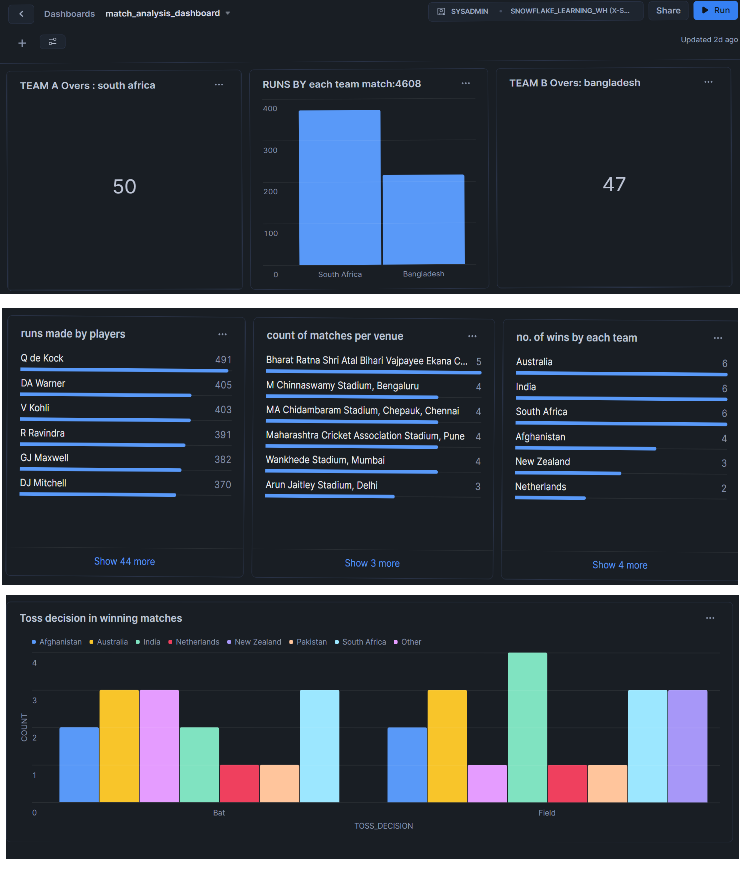 Dashboards match_analysis_dashboard
SYSADMIN • SNOWFLAKE_LEARNING_WH (X-S...
Share
Run
Updated 2d ago
TEAM A Overs : south africa
50
RUNS BY each team match:4608
400
300
200
100
0
South Africa Bangladesh
TEAM B Overs: bangladesh
47
runs made by players
Q de Kock 491
DA Warner 405
V Kohli 403
R Ravindra 391
GJ Maxwell 382
DJ Mitchell 370
Show 44 more
count of matches per venue
Bharat Ratna Shri Atal Bihari Vajpayee Ekana C... 5
M Chinnaswamy Stadium, Bengaluru 4
MA Chidambaram Stadium, Chepauk, Chennai 4
Maharashtra Cricket Association Stadium, Pune 4
Wankhede Stadium, Mumbai 4
Arun Jaitley Stadium, Delhi 3
Show 3 more
no. of wins by each team
Australia 6
India 6
South Africa 6
Afghanistan 4
New Zealand 3
Netherlands 2
Show 4 more
Toss decision in winning matches
Afghanistan Australia India Netherlands New Zealand Pakistan South Africa Other
4
3
2
1
0
COUNT
Bat Field
TOSS_DECISION